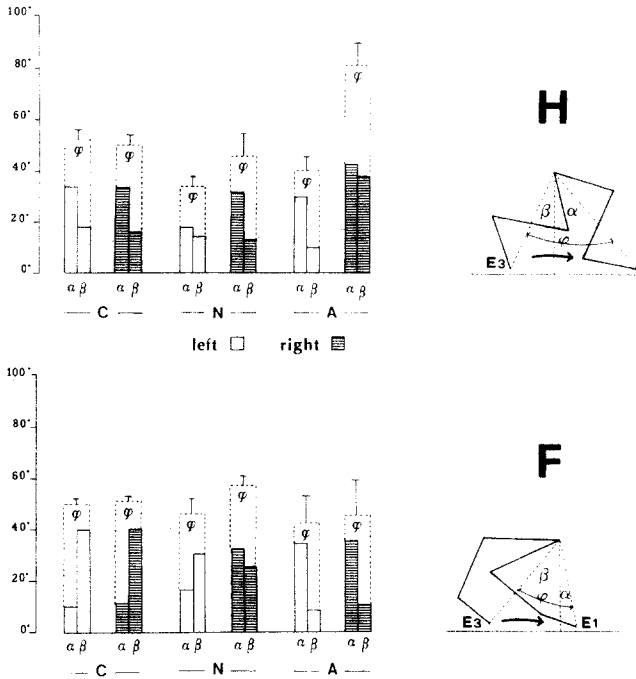 100°
80°
60°
40°
20°
0°
φ φ φ φ φ φ
α β α β α β α β α β α β
C N A
H
β α
φ
E3
left right
100°
80°
60°
40°
20°
0°
φ φ φ φ φ φ
α β α β α β α β α β α β
C N A
F
β
φ α
E3 E1